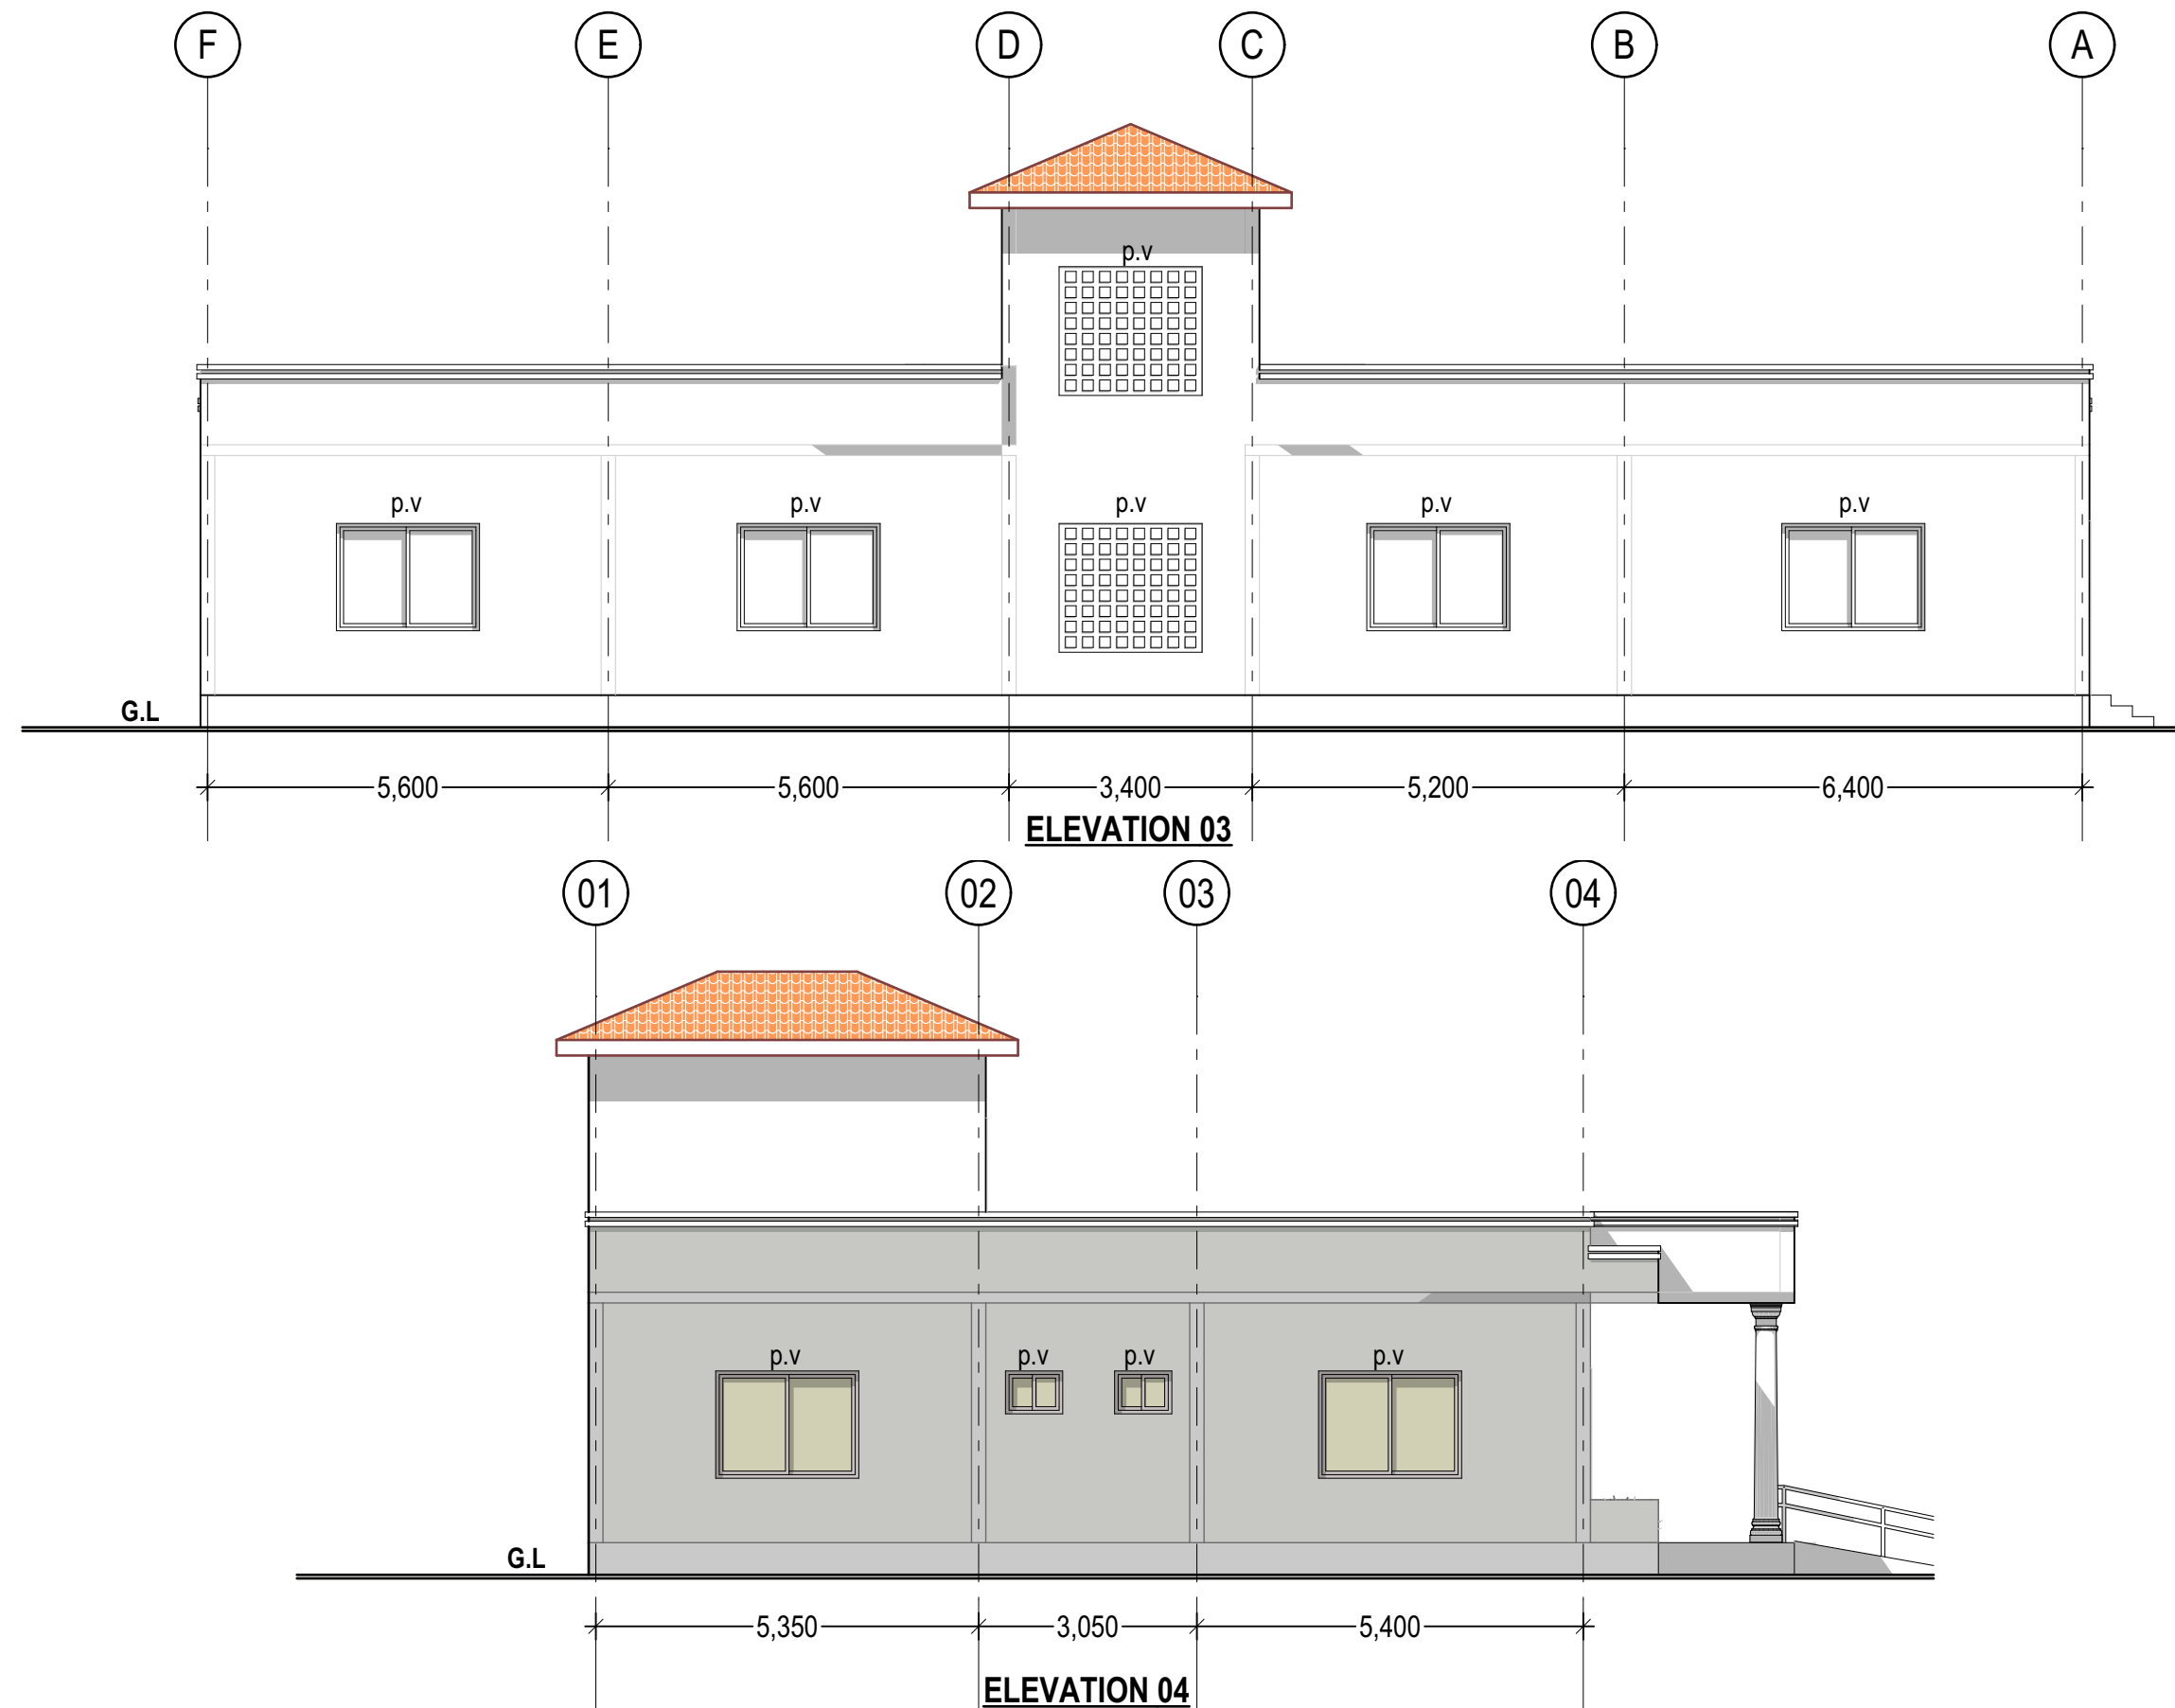 F E D C B A
p.v
p.v p.v p.v p.v p.v
G.L
5,600 5,600 3,400 5,200 6,400
ELEVATION 03
01 02 03 04
p.v p.v p.v p.v
G.L
5,350 3,050 5,400
ELEVATION 04